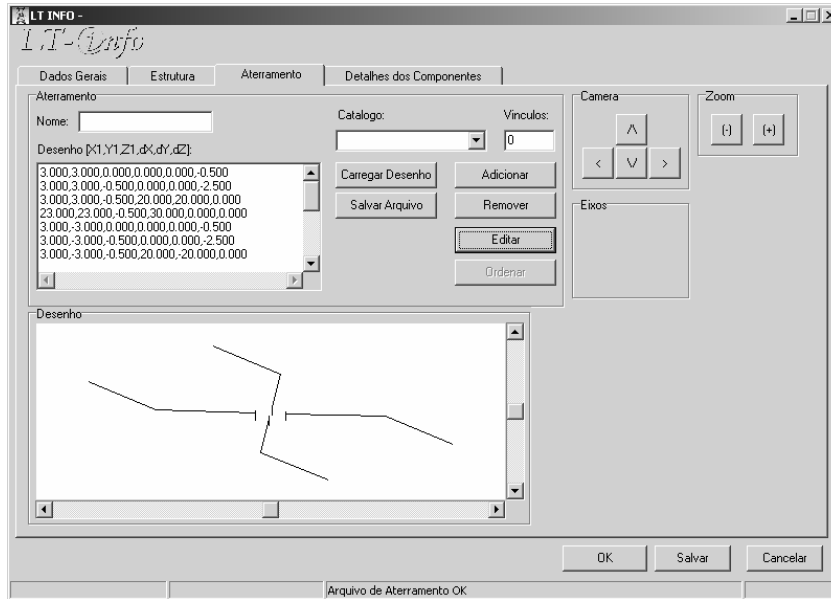 LT INFO -
LT-Info
Dados Gerais Estrutura Aterramento Detalhes dos Componentes
Aterramento
Nome:
Catalogo:
Vinculos:
0
Desenho [X1,Y1,Z1,dX,dY,dZ]:
3.000,3.000,0.000,0.000,0.000,-0.500
3.000,3.000,-0.500,0.000,0.000,-2.500
3.000,3.000,-0.500,20.000,20.000,0.000
23.000,23.000,-0.500,30.000,0.000,0.000
3.000,-3.000,0.000,0.000,0.000,-0.500
3.000,-3.000,-0.500,0.000,0.000,-2.500
3.000,-3.000,-0.500,20.000,-20.000,0.000
Carregar Desenho
Salvar Arquivo
Adicionar
Remover
Editar
Ordenar
Camera
/\
< \/ >
Zoom
(-) (+)
Eixos
Desenho
OK Salvar Cancelar
Arquivo de Aterramento OK